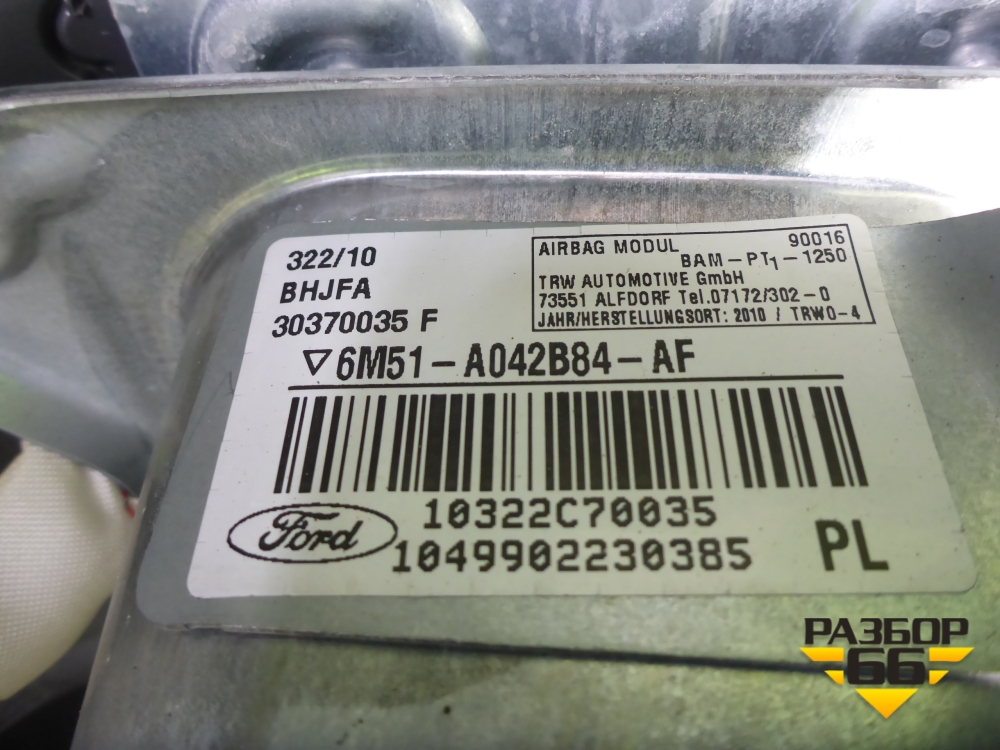 322/10
BHJFA
30370035 F
AIRBAG MODUL 90016
BAM-PT1-1250
TRW AUTOMOTIVE GmbH
73551 ALFDORF Tel.07172/302-0
JAHR/HERSTELLUNGSORT: 2010 / TRWO-4
▽6M51-A042B84-AF
10322C70035
Ford
1049902230385
PL
РАЗБОР
66